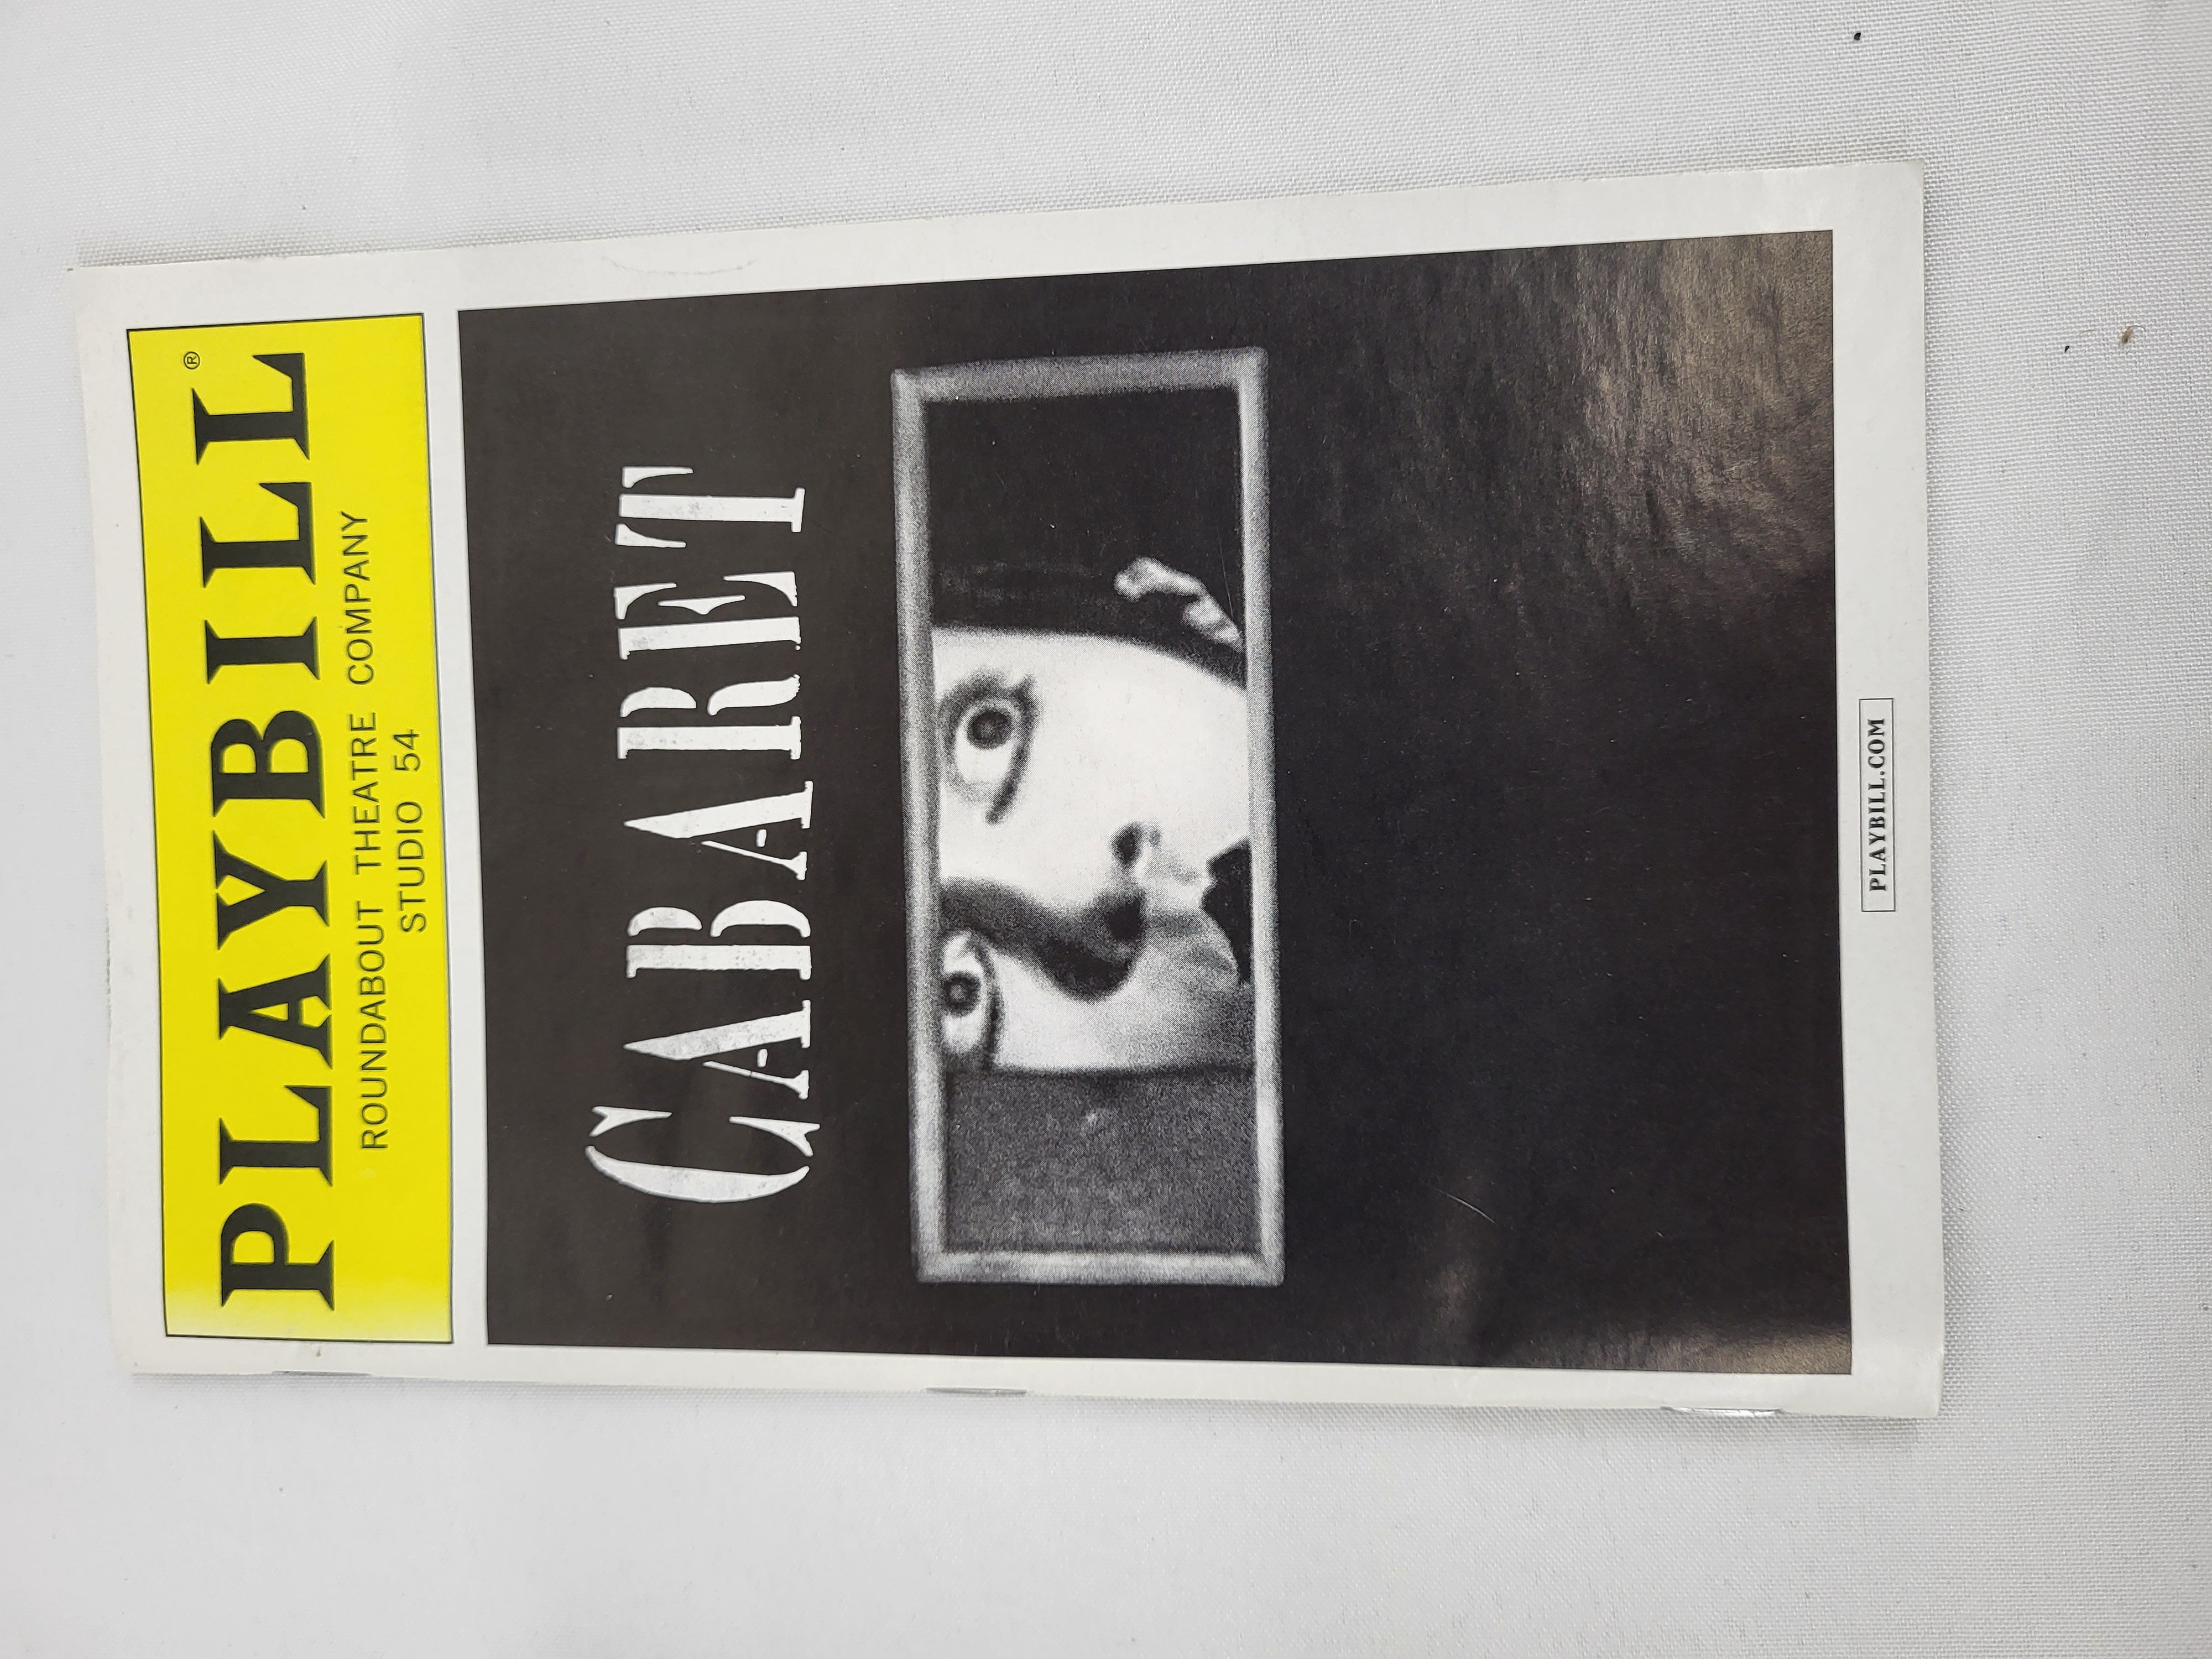 PLAYBILL®
ROUNDABOUT THEATRE COMPANY
STUDIO 54
CABARET
PLAYBILL.COM